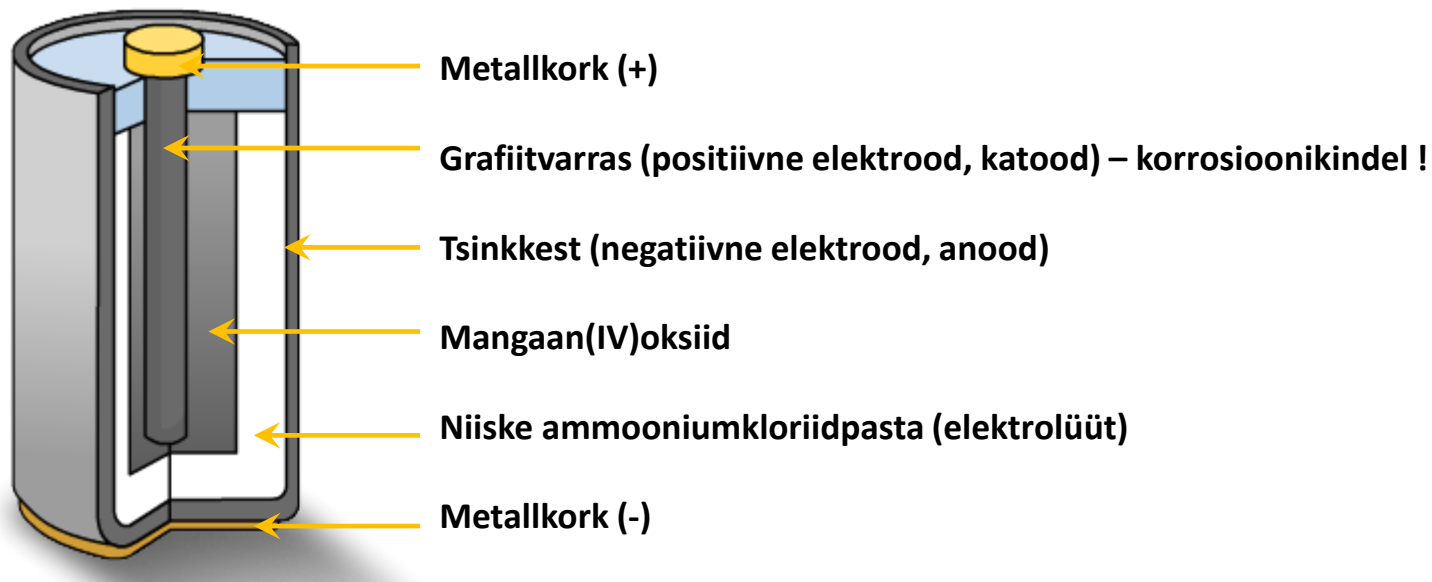 Metallkork (+)
Grafiitvarras (positiivne elektrood, katood) – korrosioonikindel !
Tsinkkest (negatiivne elektrood, anood)
Mangaan(IV)oksiid
Niiske ammooniumkloriidpasta (elektrolüüt)
Metallkork (-)